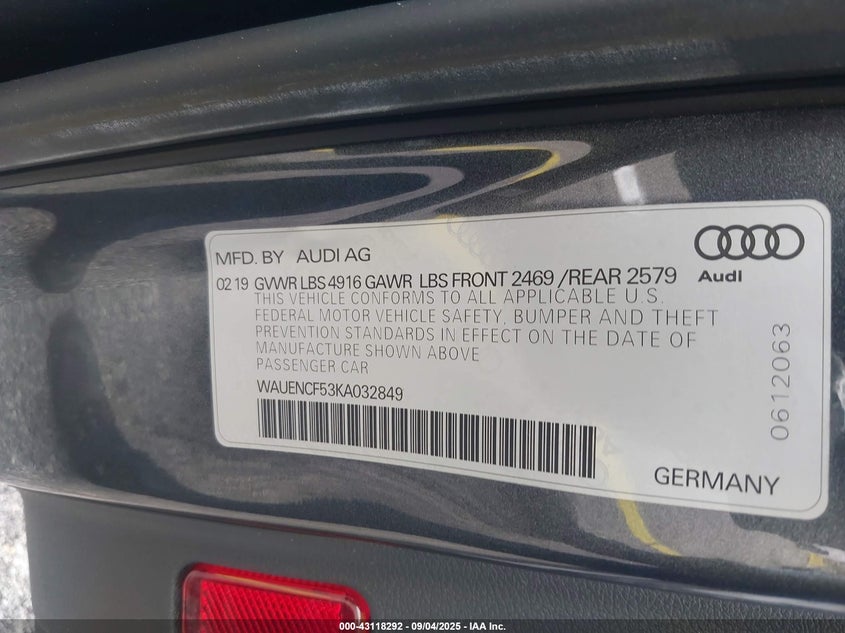 MFD. BY AUDI AG
Audi
02 19 GVWR LBS 4916 GAWR LBS FRONT 2469 /REAR 2579
THIS VEHICLE CONFORMS TO ALL APPLICABLE U.S.
FEDERAL MOTOR VEHICLE SAFETY, BUMPER AND THEFT
PREVENTION STANDARDS IN EFFECT ON THE DATE OF
MANUFACTURE SHOWN ABOVE
PASSENGER CAR
WAUENCF53KA032849
0612063
GERMANY
000-43118292 - 09/04/2025 - IAA Inc.